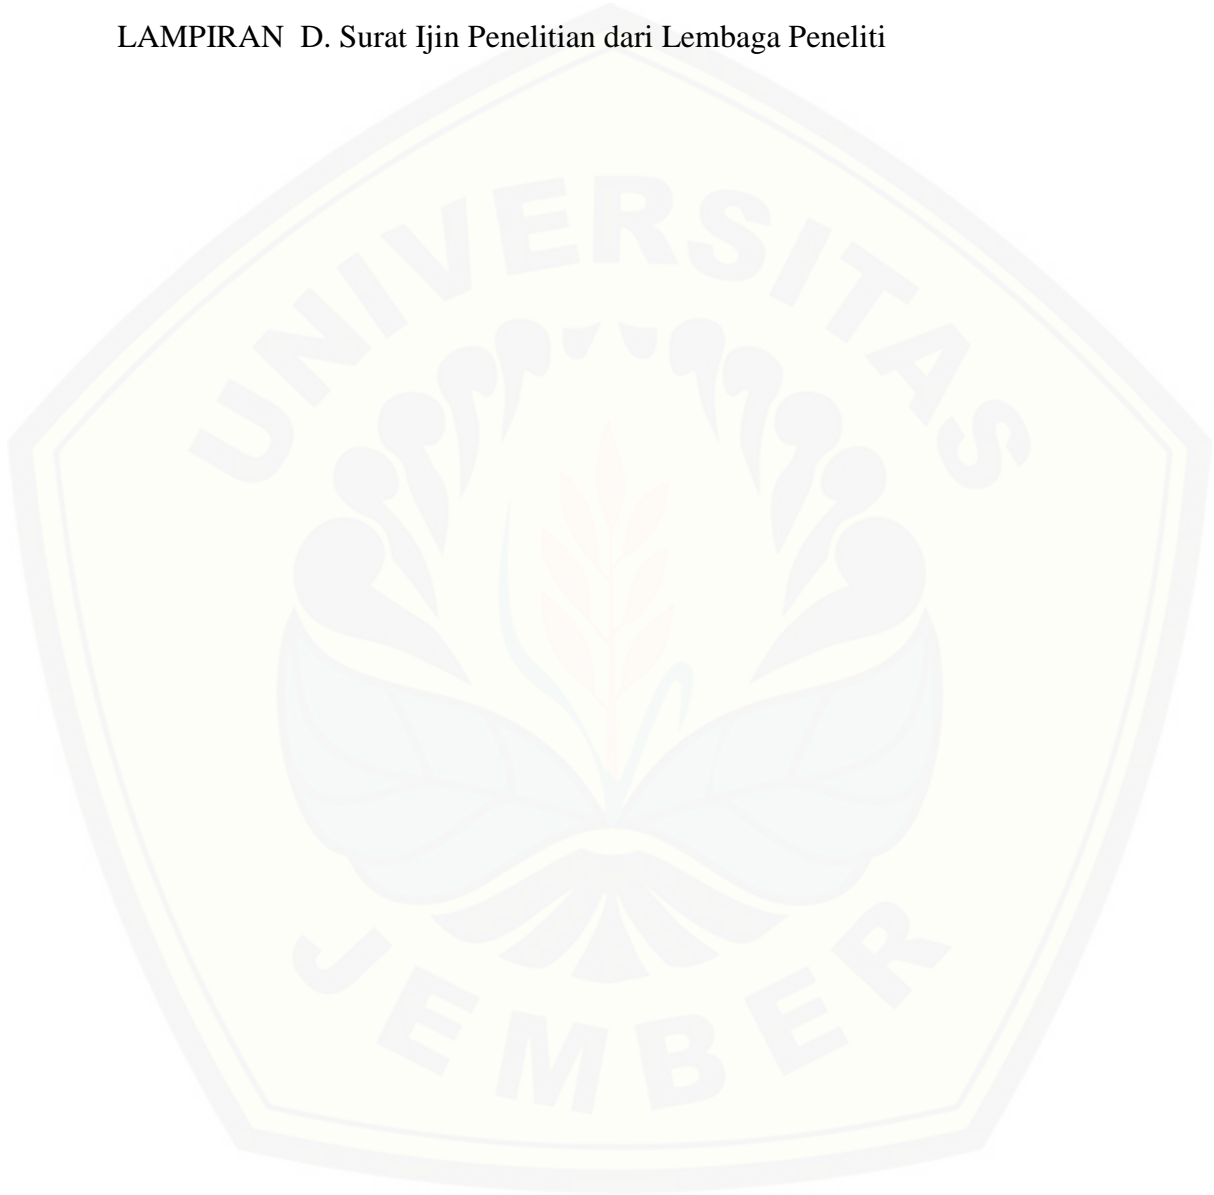 LAMPIRAN  D. Surat Ijin Penelitian dari Lembaga Peneliti
UNIVERSITAS
JEMBER